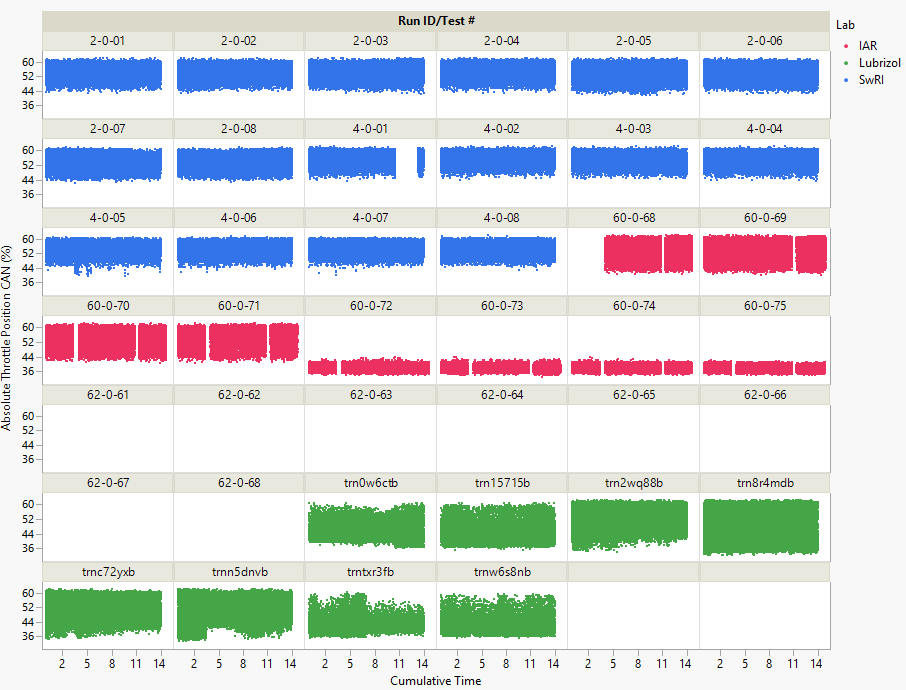 Run ID/Test #
2-0-01 2-0-02 2-0-03 2-0-04 2-0-05 2-0-06
60
52
44
36
2-0-07 2-0-08 4-0-01 4-0-02 4-0-03 4-0-04
60
52
44
36
4-0-05 4-0-06 4-0-07 4-0-08 60-0-68 60-0-69
60
52
44
36
60-0-70 60-0-71 60-0-72 60-0-73 60-0-74 60-0-75
60
52
44
36
62-0-61 62-0-62 62-0-63 62-0-64 62-0-65 62-0-66
60
52
44
36
62-0-67 62-0-68 trn0w6ctb trn15715b trn2wq88b trn8r4mdb
60
52
44
36
trnc72yxb trnn5dnvb trntxr3fb trnw6s8nb
60
52
44
36
2 5 8 11 14 2 5 8 11 14 2 5 8 11 14 2 5 8 11 14 2 5 8 11 14 2 5 8 11 14
Cumulative Time
Absolute Throttle Position CAN (%)
Lab
IAR
Lubrizol
SwRI